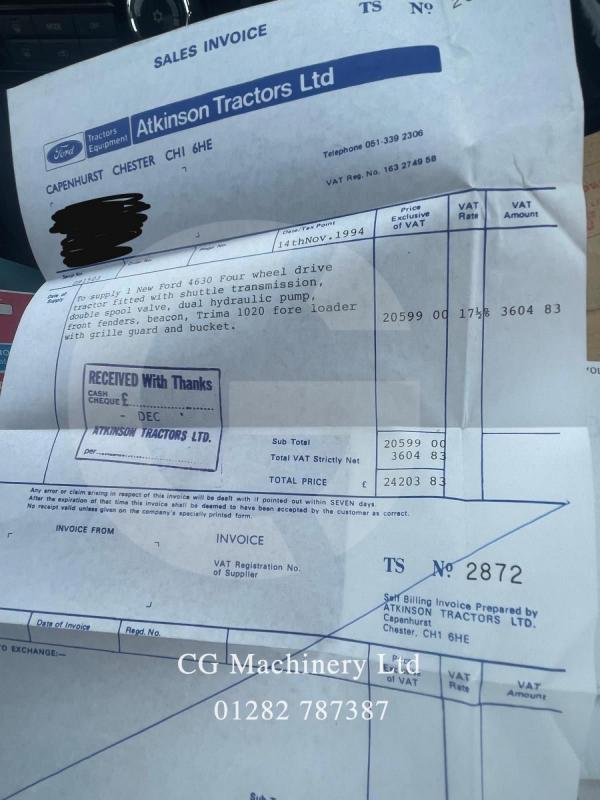 TS No
SALES INVOICE
Ford
Tractors
Equipment
Atkinson Tractors Ltd
CAPENHURST CHESTER CH1 6HE
Telephone 051-339 2306
VAT Reg. No. 163 2749 58
Date/Tax Point
14thNov.1994
Price
Exclusive
of VAT
VAT
Rate
VAT
Amount
Date of
Supply
To supply 1 New Ford 4630 Four wheel drive
tractor fitted with shuttle transmission,
double spool valve, dual hydraulic pump,
front fenders, beacon, Trima 1020 fore loader
with grille guard and bucket.
20599 00 17½% 3604 83
RECEIVED With Thanks
CASH
CHEQUE £
- DEC
ATKINSON TRACTORS LTD.
per
Sub Total 20599 00
Total VAT Strictly Net 3604 83
TOTAL PRICE £ 24203 83
Any error or claim arising in respect of this invoice will be dealt with if pointed out within SEVEN days.
After the expiration of that time this invoice shall be deemed to have been accepted by the customer as correct.
No receipt valid unless given on the company's specially printed form.
INVOICE FROM
INVOICE
VAT Registration No.
of Supplier
TS No 2872
Self Billing Invoice Prepared by
ATKINSON TRACTORS LTD.
Capenhurst
Chester, CH1 6HE
Date of Invoice
Regd. No.
TO EXCHANGE:—
Price
Exclusive
of VAT
VAT
Rate
VAT
Amount
CG Machinery Ltd
01282 787387